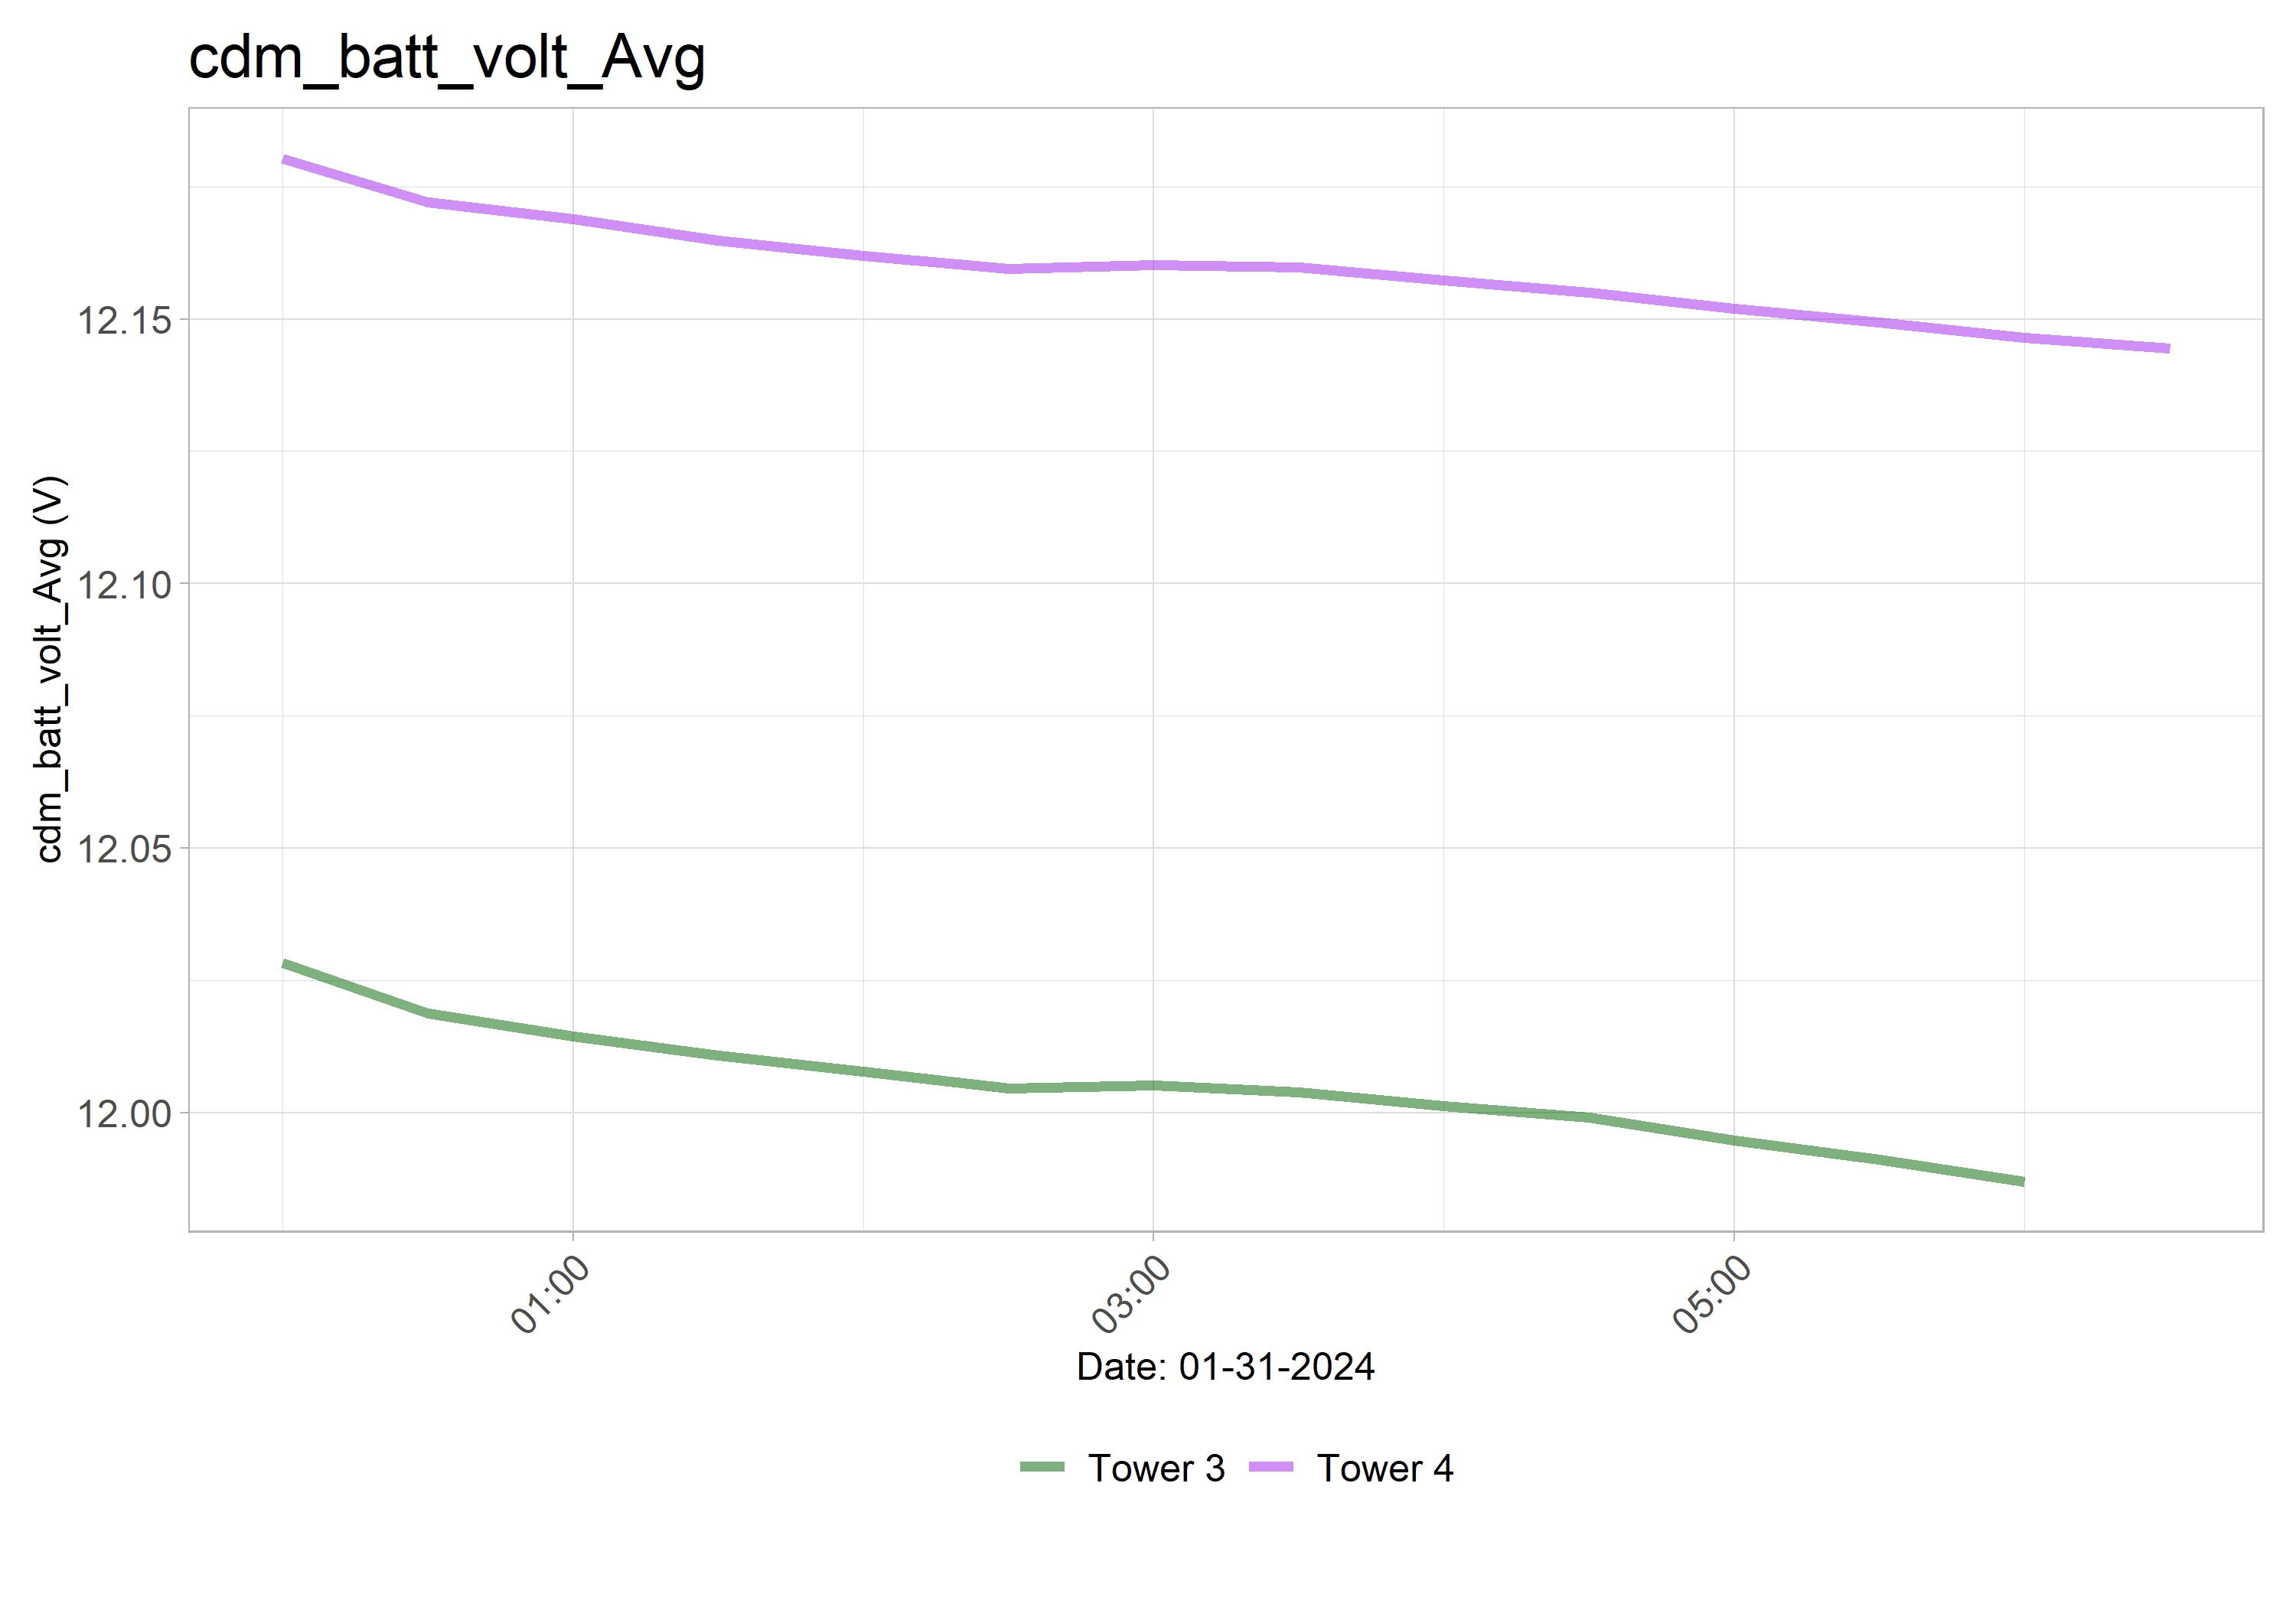 cdm_batt_volt_Avg
cdm_batt_volt_Avg (V)
12.15
12.10
12.05
12.00
01:00
03:00
05:00
Date: 01-31-2024
Tower 3
Tower 4